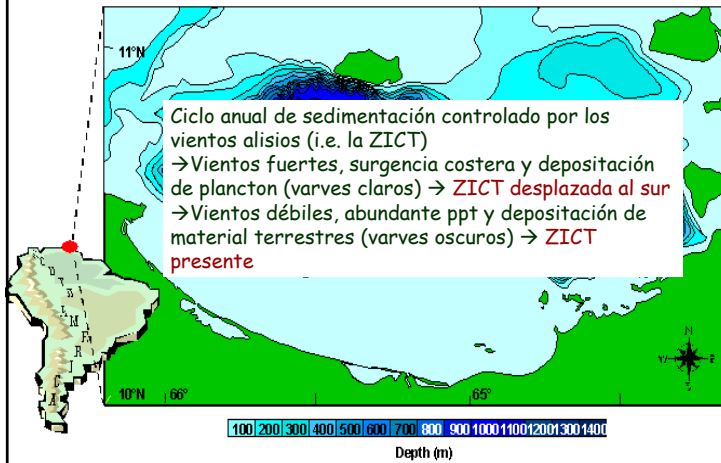 11°N
Ciclo anual de sedimentación controlado por los
vientos alisios (i.e. la ZICT)
→Vientos fuertes, surgencia costera y depositación
de plancton (varves claros) → ZICT desplazada al sur
→Vientos débiles, abundante ppt y depositación de
material terrestres (varves oscuros) → ZICT
presente
N
10°N 66° 65°
100 200 300 400 500 600 700 800 900 1000 1100 1200 1300 1400
Depth (m)